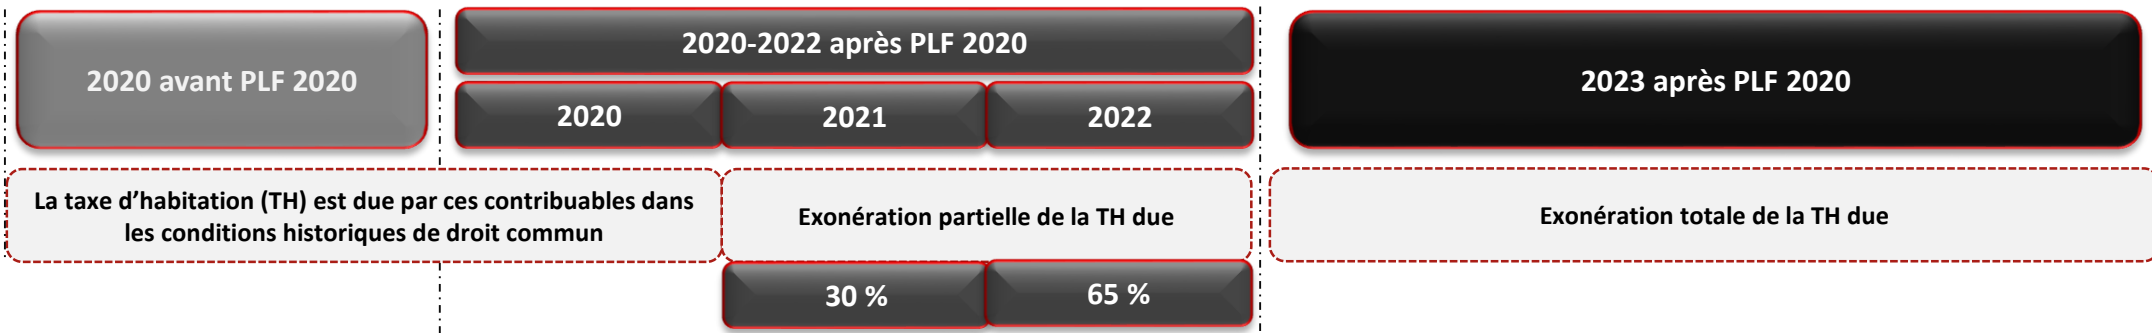 2020 avant PLF 2020
2020-2022 après PLF 2020
2020
2021
2022
2023 après PLF 2020
La taxe d’habitation (TH) est due par ces contribuables dans
les conditions historiques de droit commun
Exonération partielle de la TH due
Exonération totale de la TH due
30 %
65 %